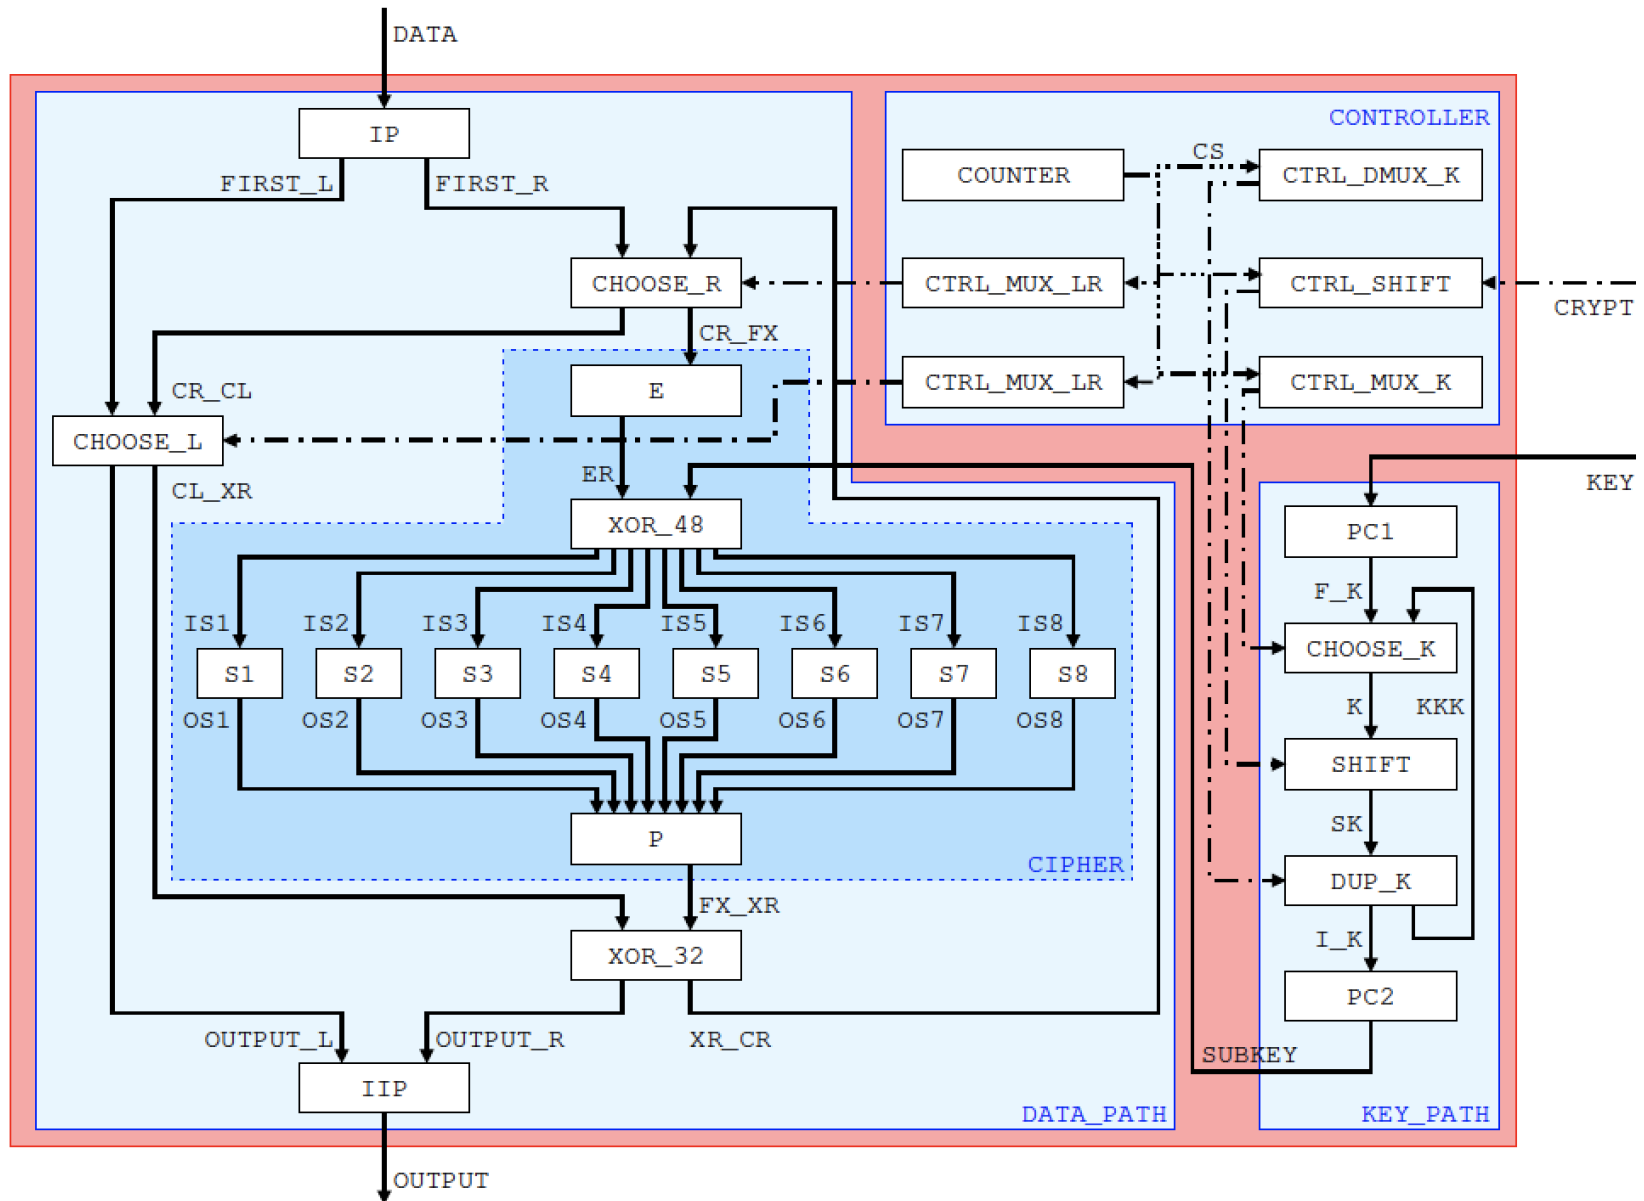 DATA
IP
FIRST_L
FIRST_R
CHOOSE_R
CR_FX
CR_CL
E
CHOOSE_L
CL_XR
ER
XOR_48
IS1
IS2
IS3
IS4
IS5
IS6
IS7
IS8
S1
S2
S3
S4
S5
S6
S7
S8
OS1
OS2
OS3
OS4
OS5
OS6
OS7
OS8
P
CIPHER
FX_XR
XOR_32
OUTPUT_L
OUTPUT_R
XR_CR
IIP
DATA_PATH
OUTPUT
CONTROLLER
COUNTER
CS
CTRL_DMUX_K
CTRL_MUX_LR
CTRL_SHIFT
CRYPT
CTRL_MUX_LR
CTRL_MUX_K
KEY
PC1
F_K
CHOOSE_K
K
KKK
SHIFT
SK
DUP_K
I_K
PC2
SUBKEY
KEY_PATH